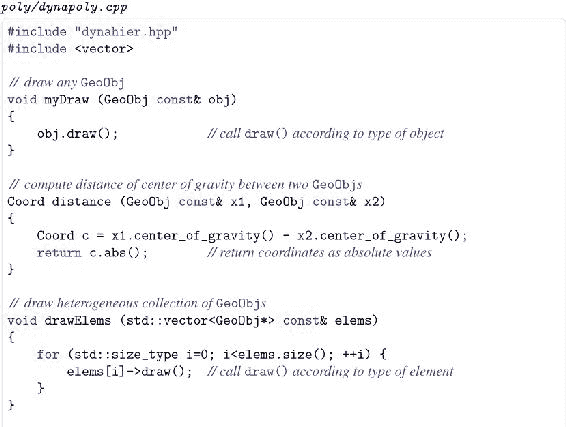 poly/dynapoly.cpp
#include "dynahier.hpp"
#include <vector>
// draw any GeoObj
void myDraw (GeoObj const& obj)
{
obj.draw(); // call draw() according to type of object
}
// compute distance of center of gravity between two GeoObjs
Coord distance (GeoObj const& x1, GeoObj const& x2)
{
Coord c = x1.center_of_gravity() - x2.center_of_gravity();
return c.abs(); // return coordinates as absolute values
}
// draw heterogeneous collection of GeoObjs
void drawElems (std::vector<GeoObj*> const& elems)
{
for (std::size_type i=0; i<elems.size(); ++i) {
elems[i]->draw(); // call draw() according to type of element
}
}